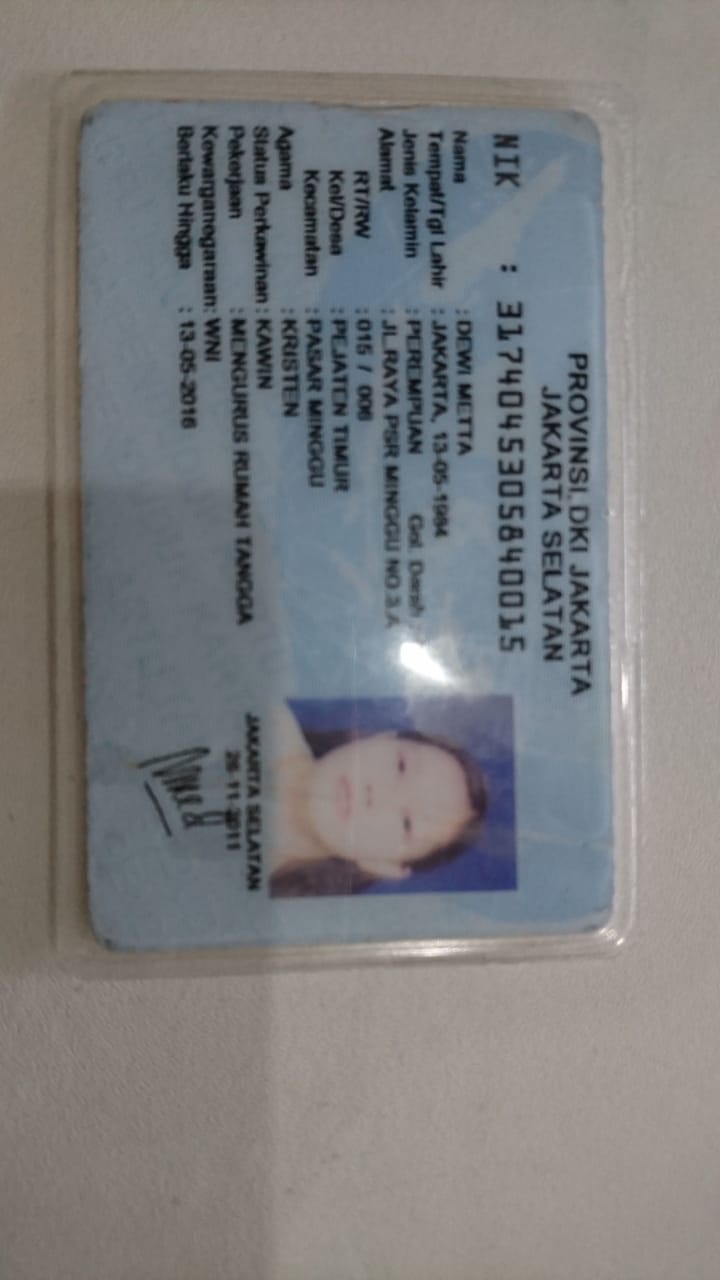 PROVINSI DKI JAKARTA
JAKARTA SELATAN
NIK : 3174045305840015
Nama : DEWI METTA
Tempat/Tgl Lahir : JAKARTA, 13-05-1984
Jenis Kelamin : PEREMPUAN Gol. Darah :
Alamat : JL.RAYA PSR MINGGU NO.3.A
RT/RW : 015 / 008
Kel/Desa : PEJATEN TIMUR
Kecamatan : PASAR MINGGU
Agama : KRISTEN
Status Perkawinan : KAWIN
Pekerjaan : MENGURUS RUMAH TANGGA
Kewarganegaraan: WNI
Berlaku Hingga : 13-05-2016
JAKARTA SELATAN
26-11-2011